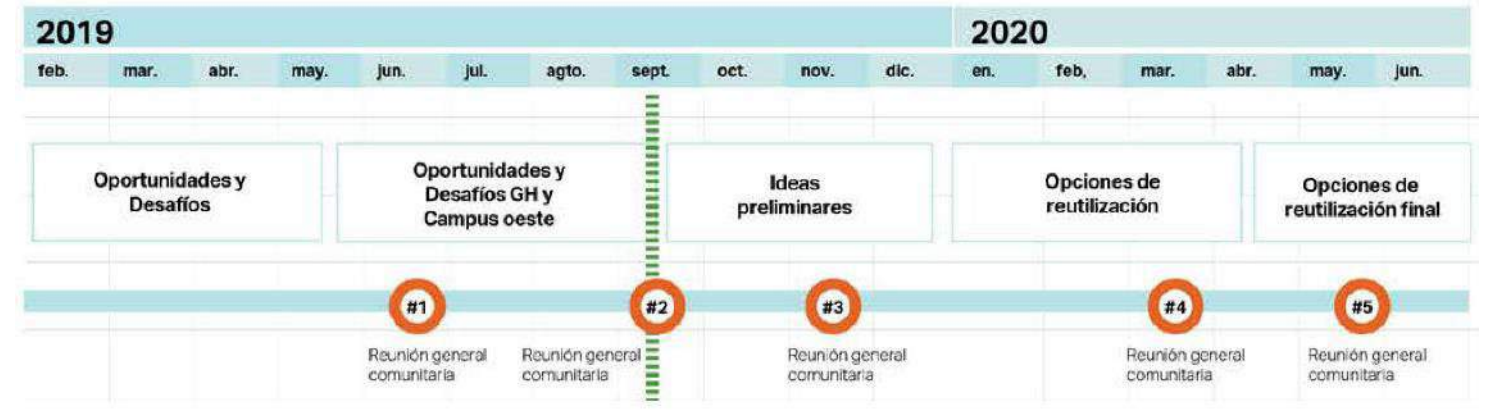 2019
2020
feb. mar. abr. may. jun. jul. agto. sept. oct. nov. dic. en. feb, mar. abr. may. jun.
Oportunidades y
Desafíos
Oportunidades y
Desafíos GH y
Campus oeste
Ideas
preliminares
Opciones de
reutilización
Opciones de
reutilización final
#1
#2
#3
#4
#5
Reunión general
comunitaria
Reunión general
comunitaria
Reunión general
comunitaria
Reunión general
comunitaria
Reunión general
comunitaria